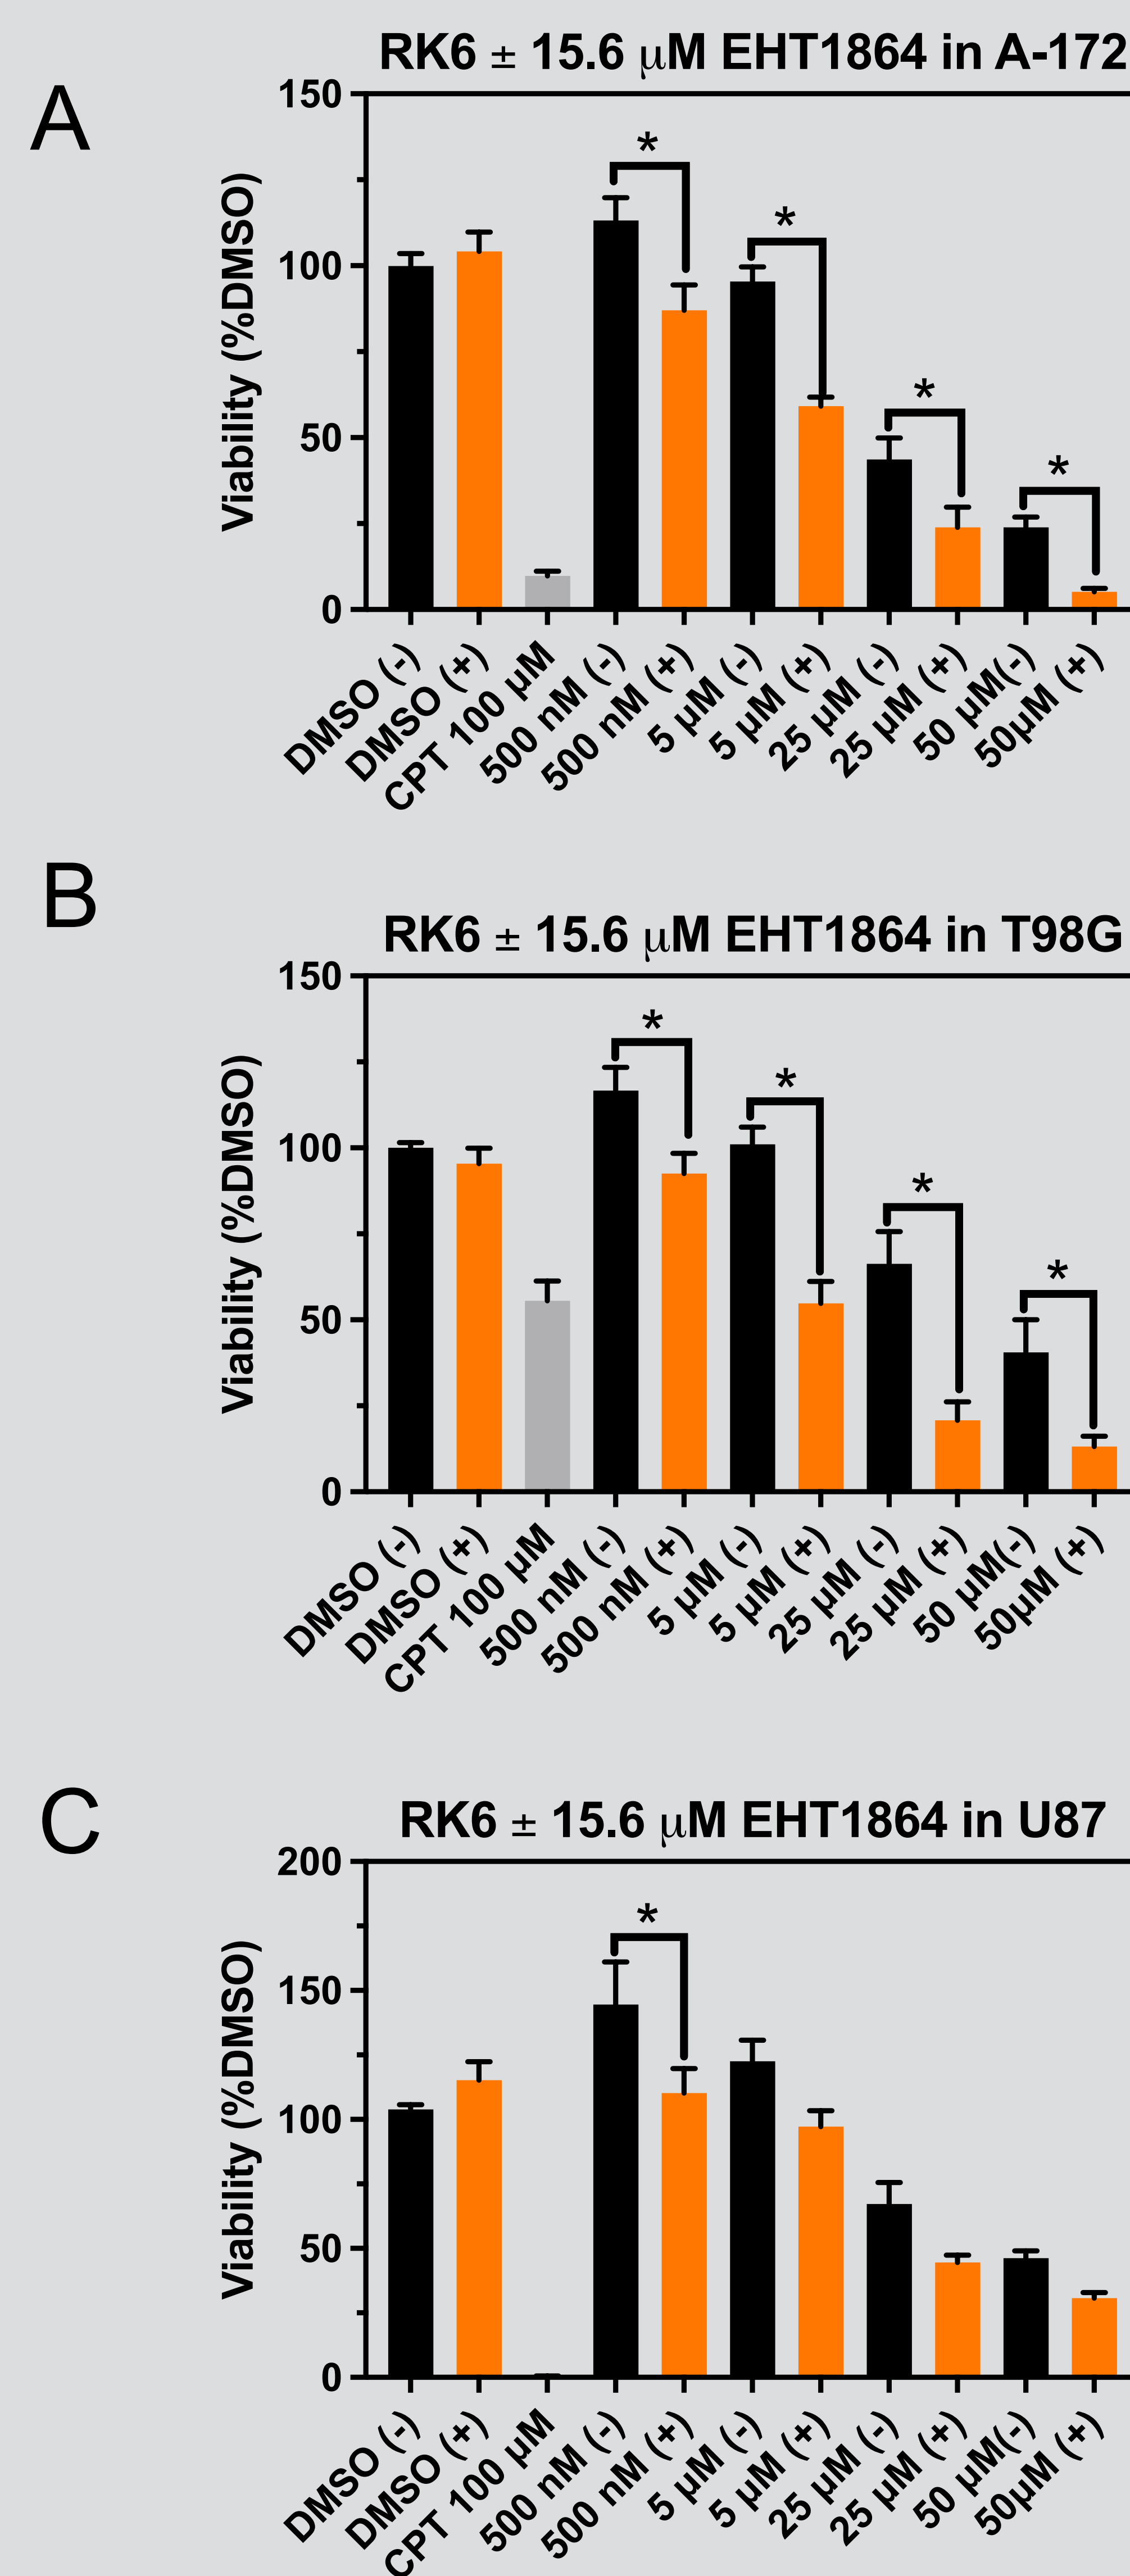 A
RK6 ± 15.6 μM EHT1864 in A-172
Viability (%DMSO)
150
100
50
0
*
*
*
*
DMSO (-)
DMSO (+)
CPT 100 µM
500 nM (-)
500 nM (+)
5 µM (-)
5 µM (+)
25 µM (-)
25 µM (+)
50 µM(-)
50µM (+)
B
RK6 ± 15.6 μM EHT1864 in T98G
Viability (%DMSO)
150
100
50
0
*
*
*
*
DMSO (-)
DMSO (+)
CPT 100 µM
500 nM (-)
500 nM (+)
5 µM (-)
5 µM (+)
25 µM (-)
25 µM (+)
50 µM(-)
50µM (+)
C
RK6 ± 15.6 μM EHT1864 in U87
Viability (%DMSO)
200
150
100
50
0
*
DMSO (-)
DMSO (+)
CPT 100 µM
500 nM (-)
500 nM (+)
5 µM (-)
5 µM (+)
25 µM (-)
25 µM (+)
50 µM(-)
50µM (+)